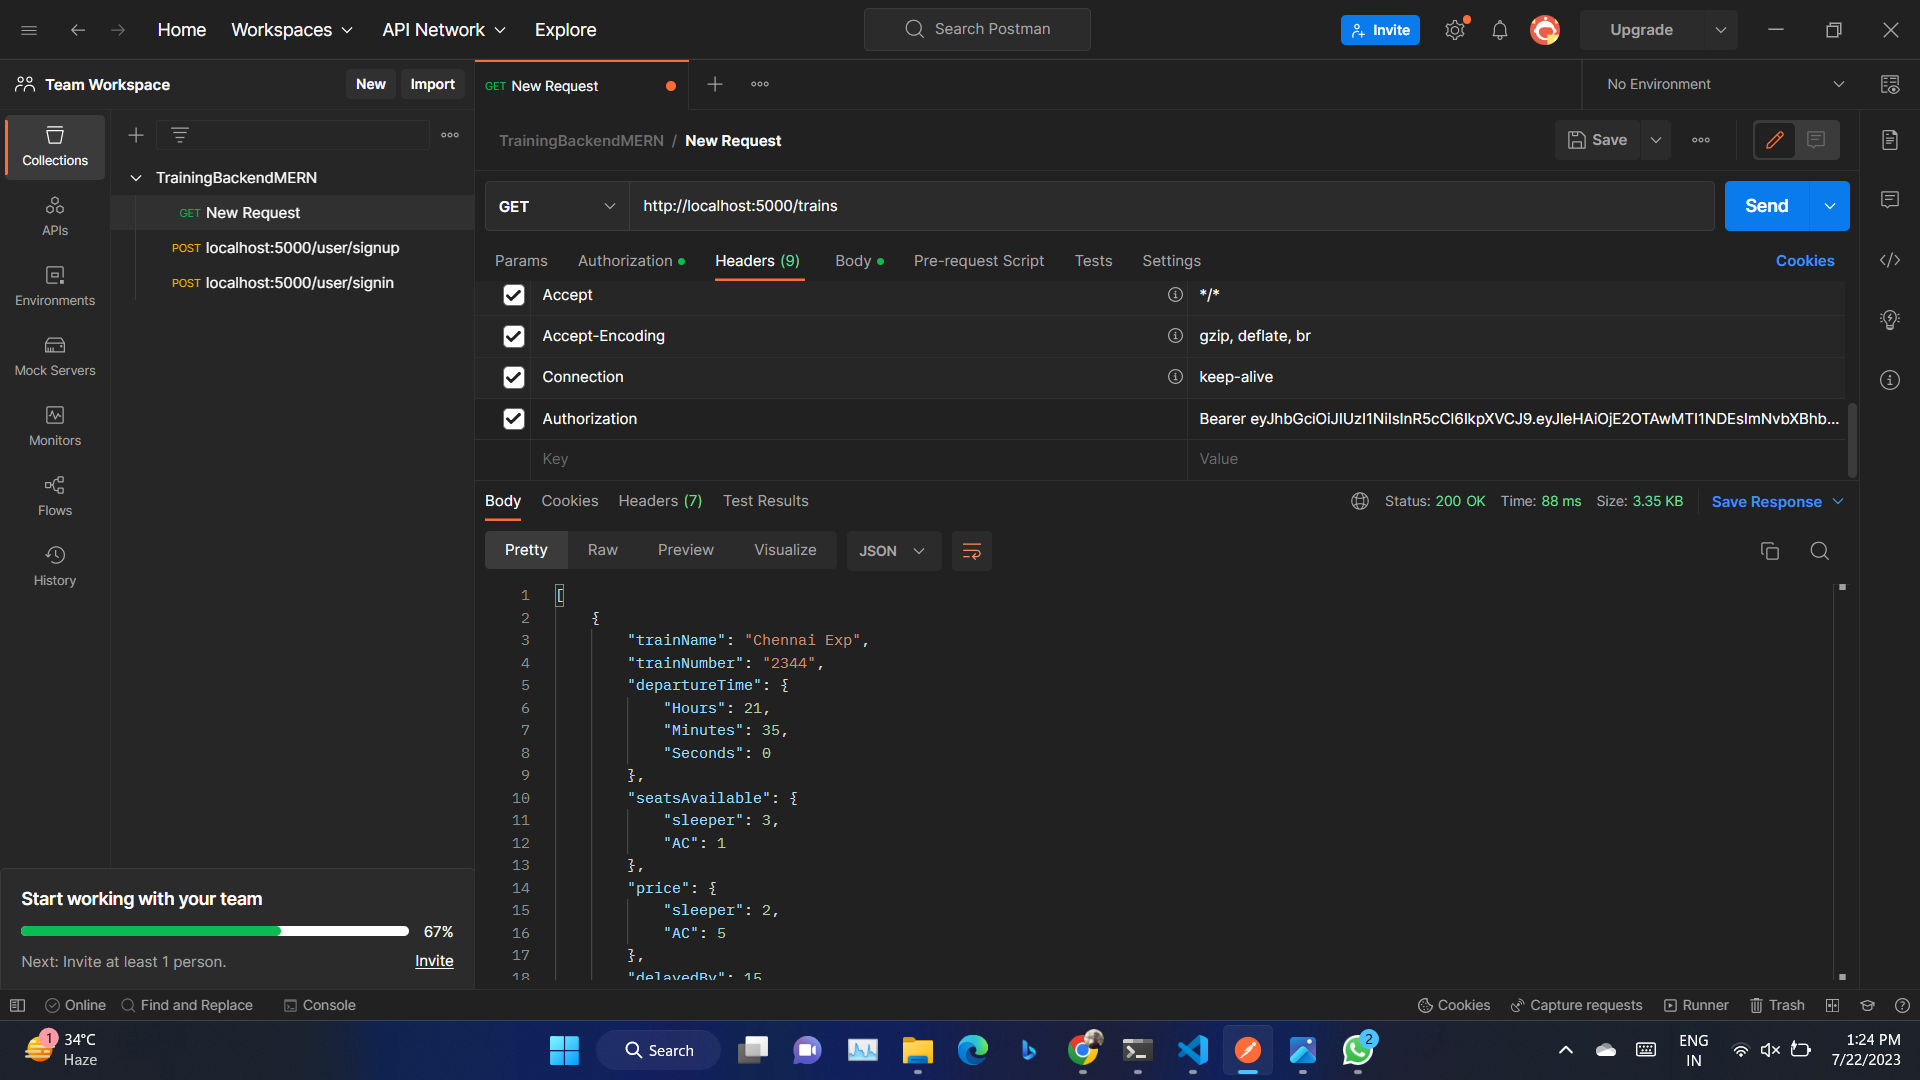 Home
Workspaces
API Network
Explore
Search Postman
Invite
Upgrade
Team Workspace
New
Import
GET New Request
No Environment
Collections
APIs
Environments
Mock Servers
Monitors
Flows
History
TrainingBackendMERN
GET New Request
POST localhost:5000/user/signup
POST localhost:5000/user/signin
TrainingBackendMERN / New Request
Save
GET
http://localhost:5000/trains
Send
Params
Authorization
Headers (9)
Body
Pre-request Script
Tests
Settings
Cookies
Accept
*/*
Accept-Encoding
gzip, deflate, br
Connection
keep-alive
Authorization
Bearer eyJhbGciOiJIUzI1NiIsInR5cCI6IkpXVCJ9.eyJleHAiOjE2OTAwMTI1NDEsImNvbXBhb...
Key
Value
Body
Cookies
Headers (7)
Test Results
Status: 200 OK
Time: 88 ms
Size: 3.35 KB
Save Response
Pretty
Raw
Preview
Visualize
JSON
1 [
2 {
3 "trainName": "Chennai Exp",
4 "trainNumber": "2344",
5 "departureTime": {
6 "Hours": 21,
7 "Minutes": 35,
8 "Seconds": 0
9 },
10 "seatsAvailable": {
11 "sleeper": 3,
12 "AC": 1
13 },
14 "price": {
15 "sleeper": 2,
16 "AC": 5
17 },
18 "delayedBy": 15
Start working with your team
67%
Next: Invite at least 1 person.
Invite
Online
Find and Replace
Console
Cookies
Capture requests
Runner
Trash
1
34°C
Haze
Search
2
ENG
IN
1:24 PM
7/22/2023